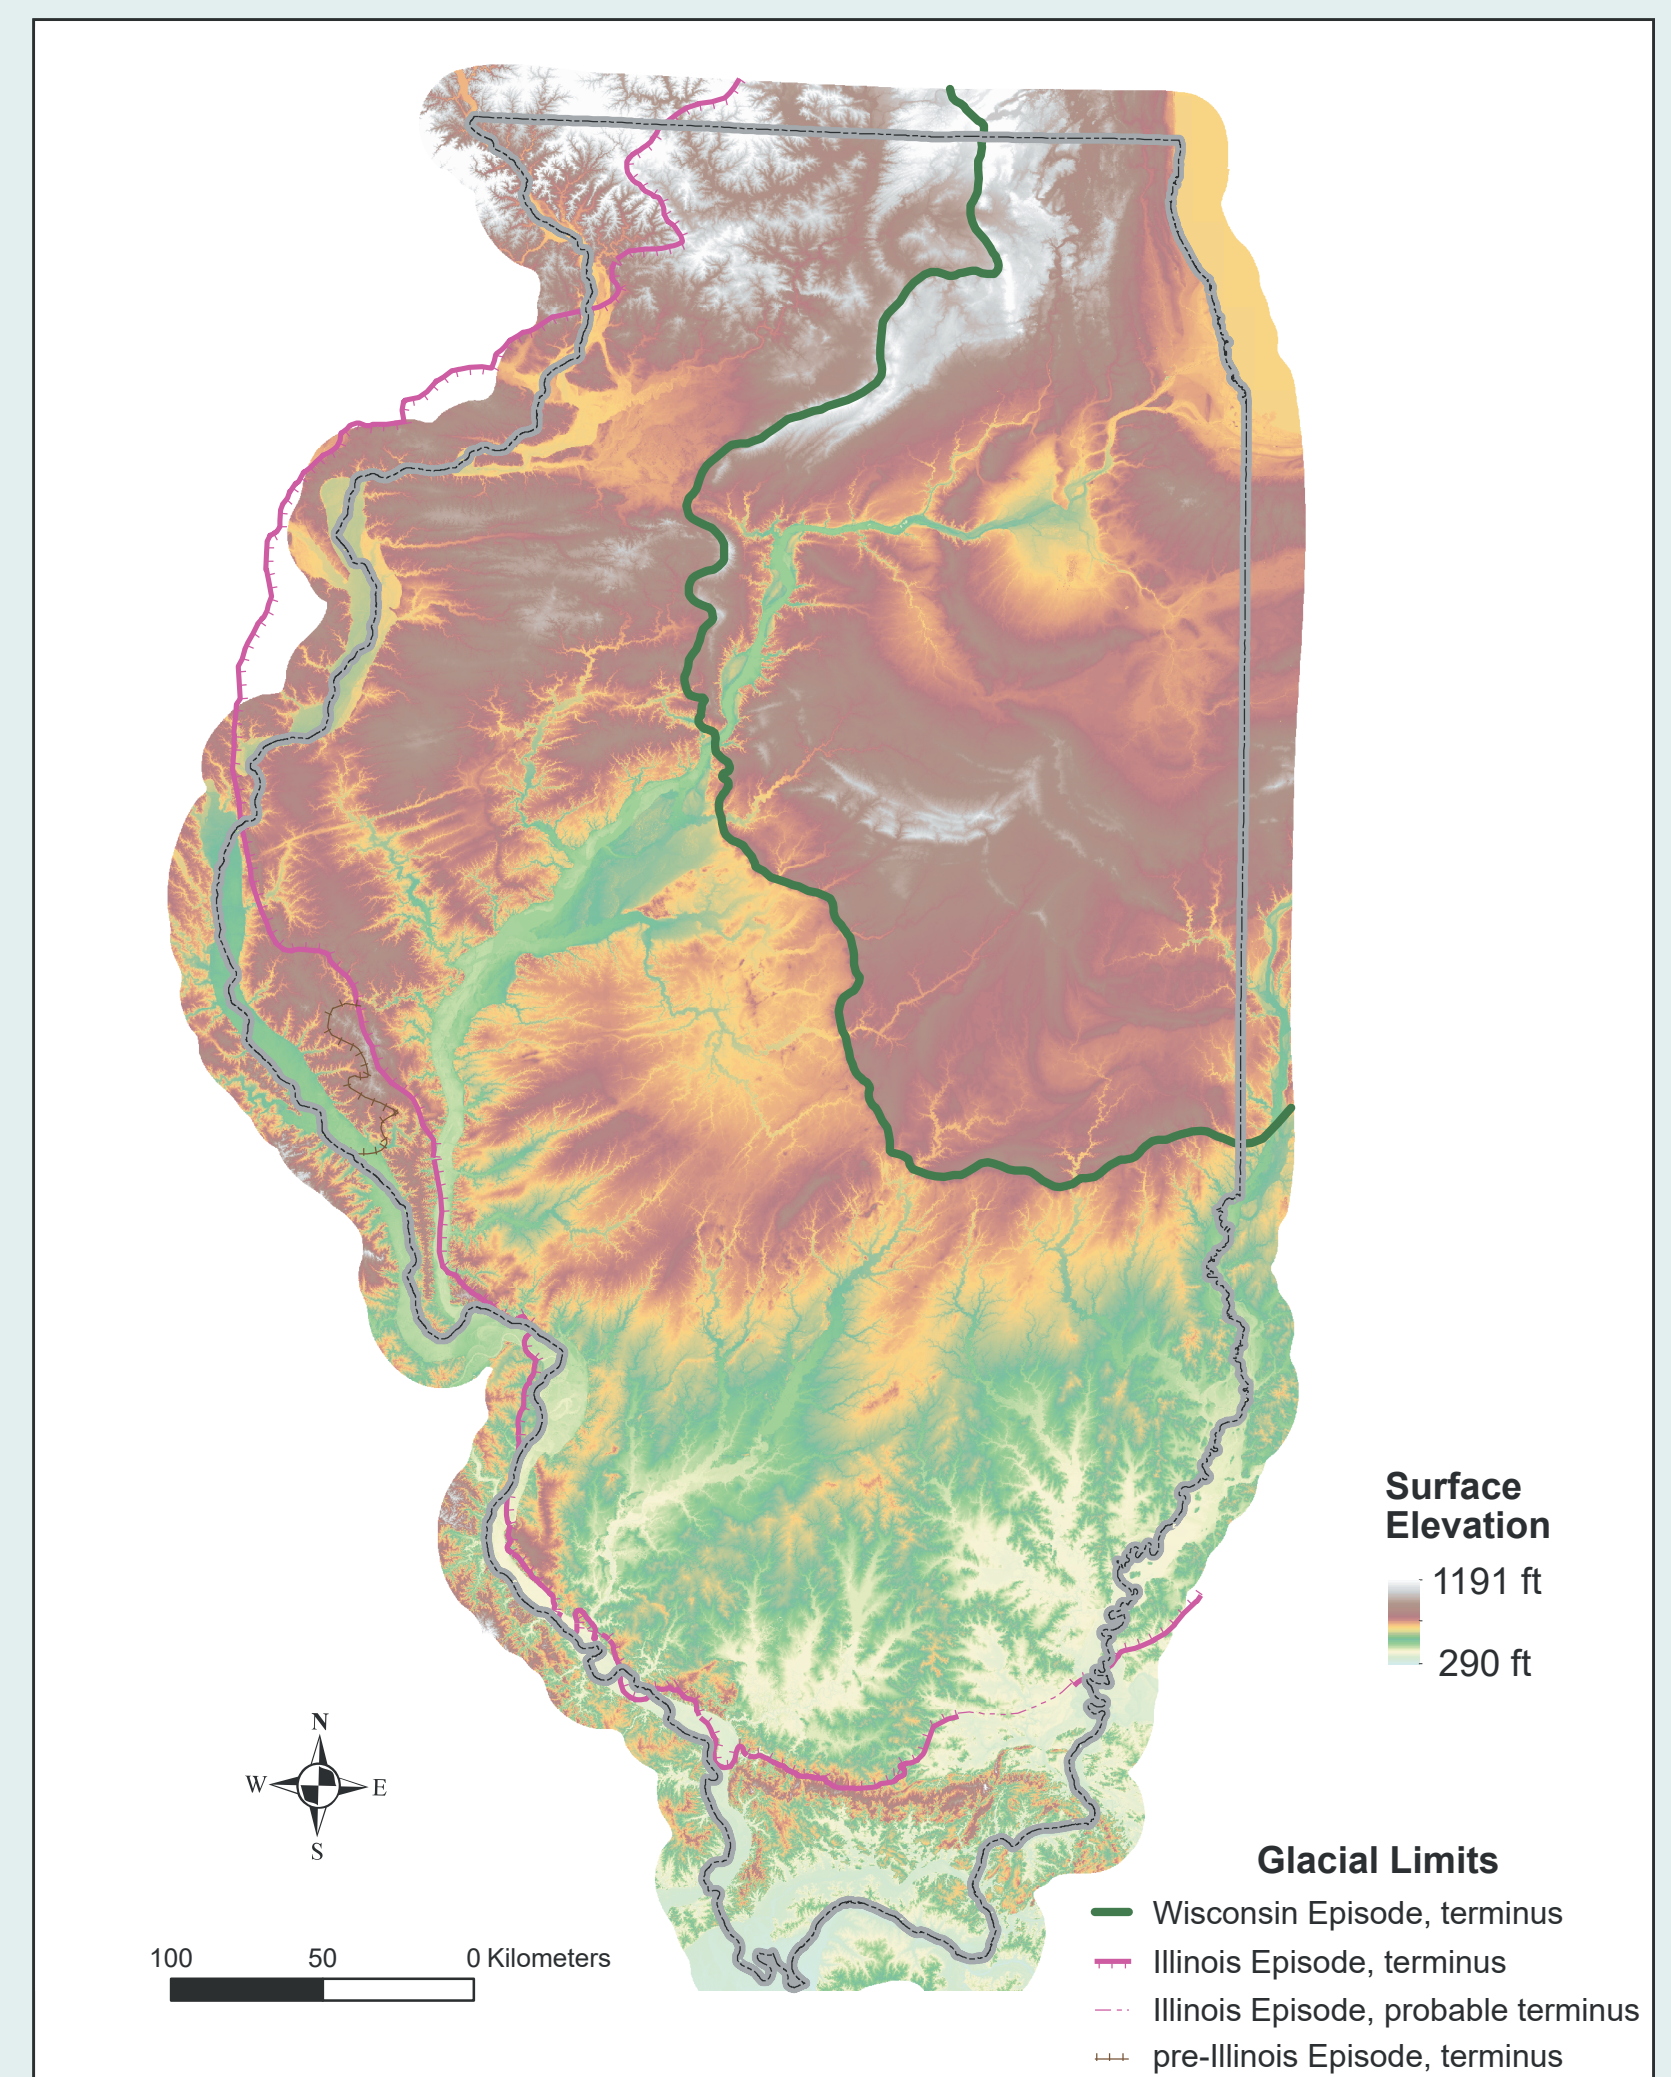 Surface
Elevation
1191 ft
290 ft
N
W
E
S
Glacial Limits
Wisconsin Episode, terminus
Illinois Episode, terminus
Illinois Episode, probable terminus
pre-Illinois Episode, terminus
100 50 0 Kilometers